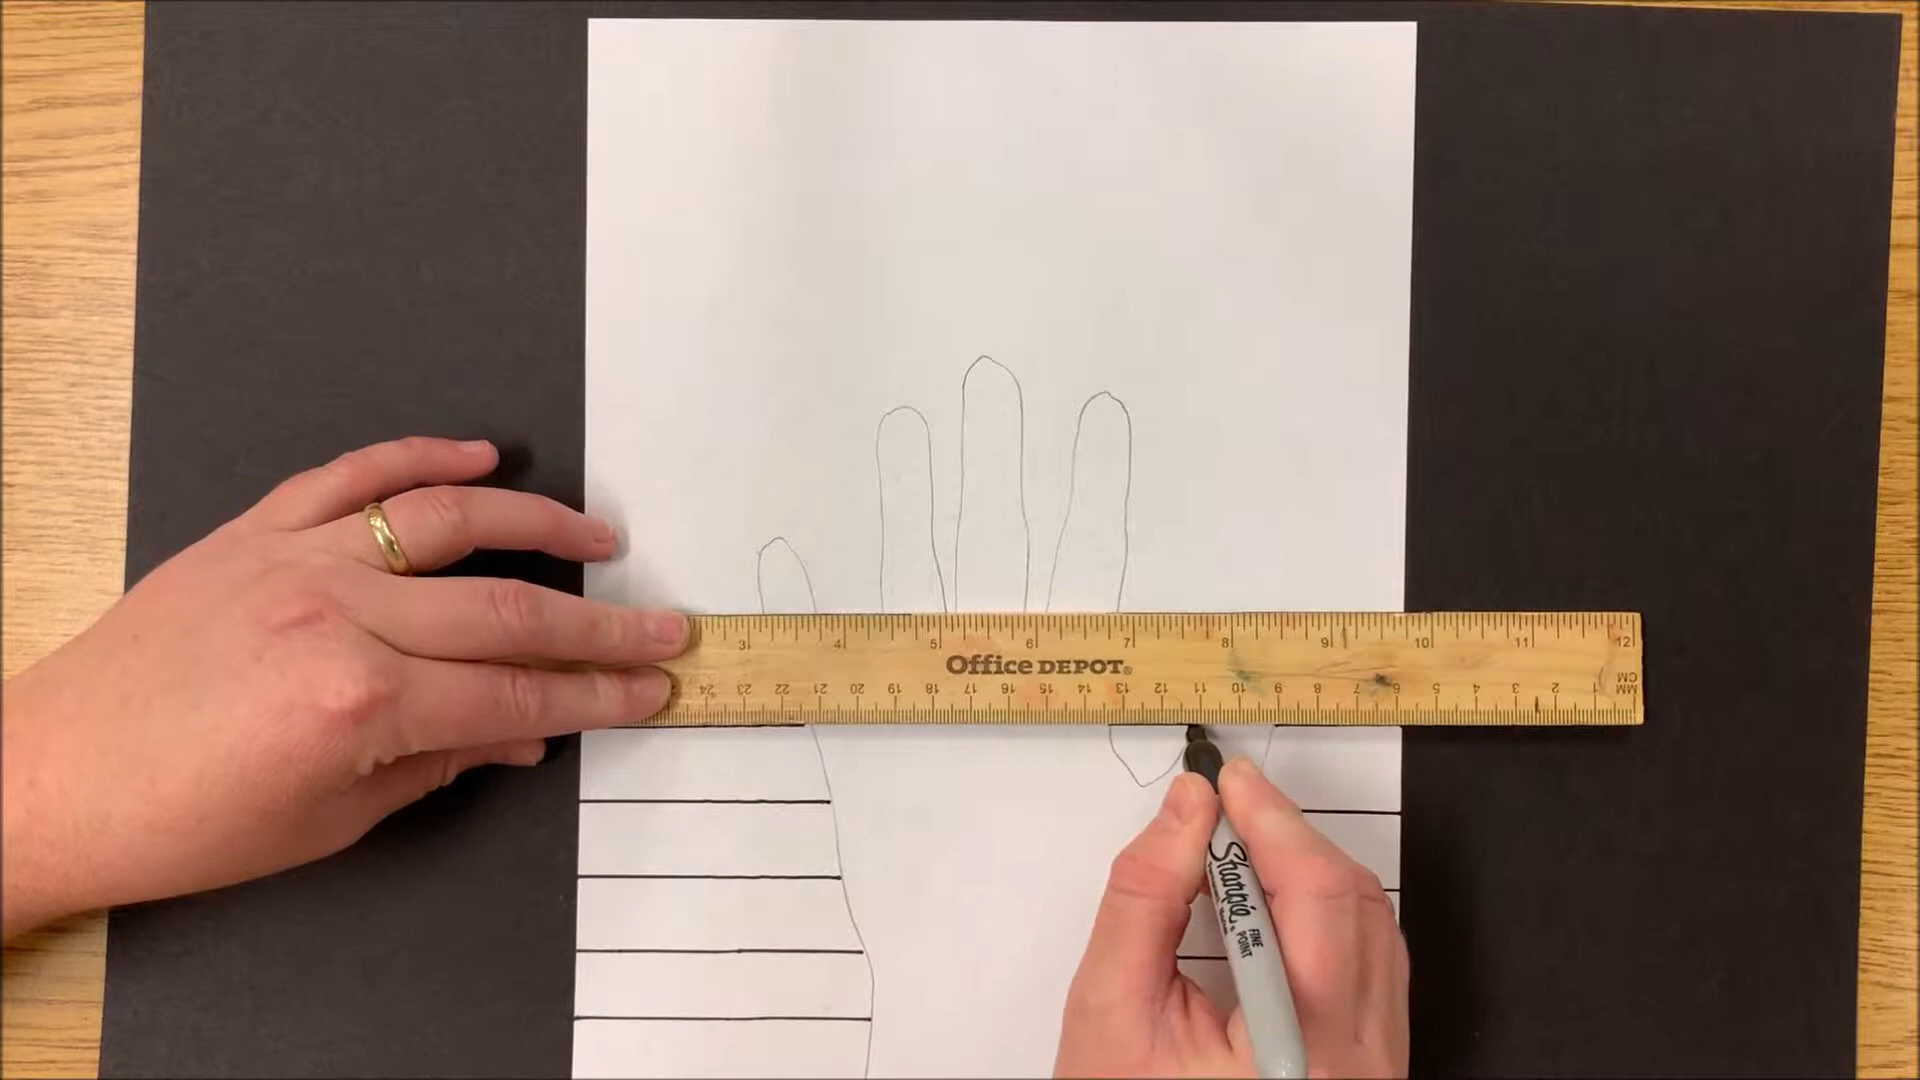 3 4 5 6 7 8 9 10 11 12
Office DEPOT®
24 23 22 21 20 19 18 17 16 15 14 13 12 11 10 9 8 7 6 5 4 3 2 1 MM
CM
Sharpie® FINE
POINT